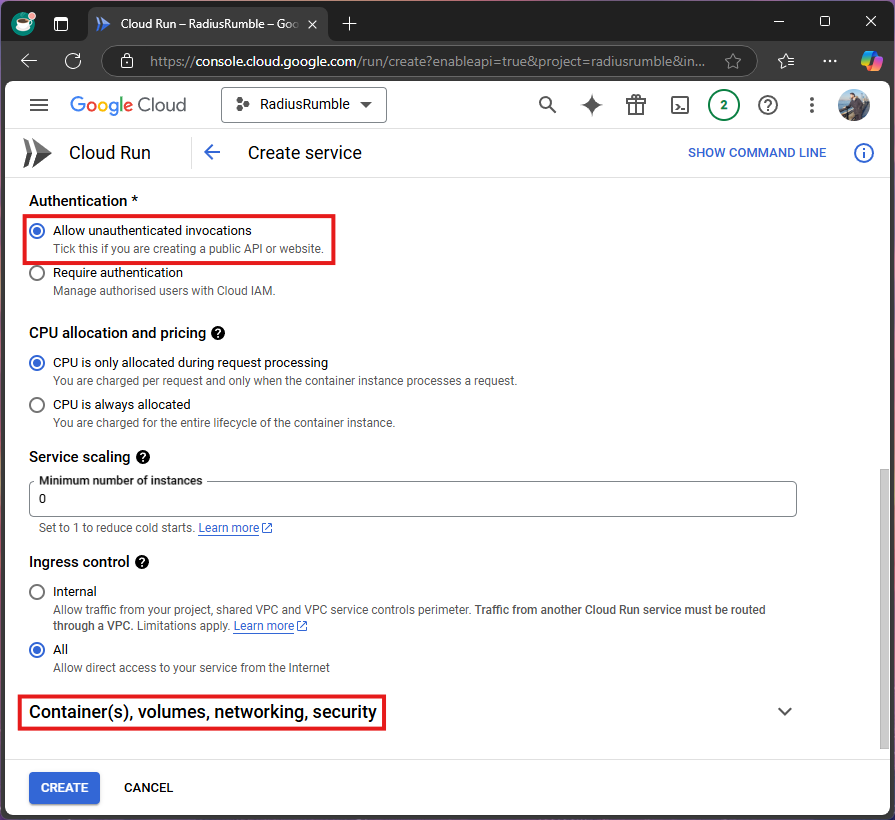 Cloud Run – RadiusRumble – Goo
https://console.cloud.google.com/run/create?enableapi=true&project=radiusrumble&in...
Google Cloud
RadiusRumble
2
Cloud Run
Create service
SHOW COMMAND LINE
Authentication *
Allow unauthenticated invocations
Tick this if you are creating a public API or website.
Require authentication
Manage authorised users with Cloud IAM.
CPU allocation and pricing
CPU is only allocated during request processing
You are charged per request and only when the container instance processes a request.
CPU is always allocated
You are charged for the entire lifecycle of the container instance.
Service scaling
Minimum number of instances
0
Set to 1 to reduce cold starts. Learn more
Ingress control
Internal
Allow traffic from your project, shared VPC and VPC service controls perimeter. Traffic from another Cloud Run service must be routed
through a VPC. Limitations apply. Learn more
All
Allow direct access to your service from the Internet
Container(s), volumes, networking, security
CREATE
CANCEL